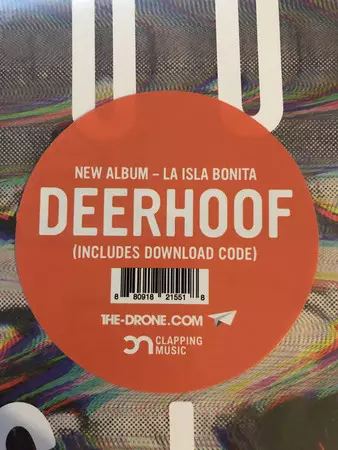 NEW ALBUM – LA ISLA BONITA
DEERHOOF
(INCLUDES DOWNLOAD CODE)
8 80918 21551 8
THE-DRONE.COM
CLAPPING
MUSIC